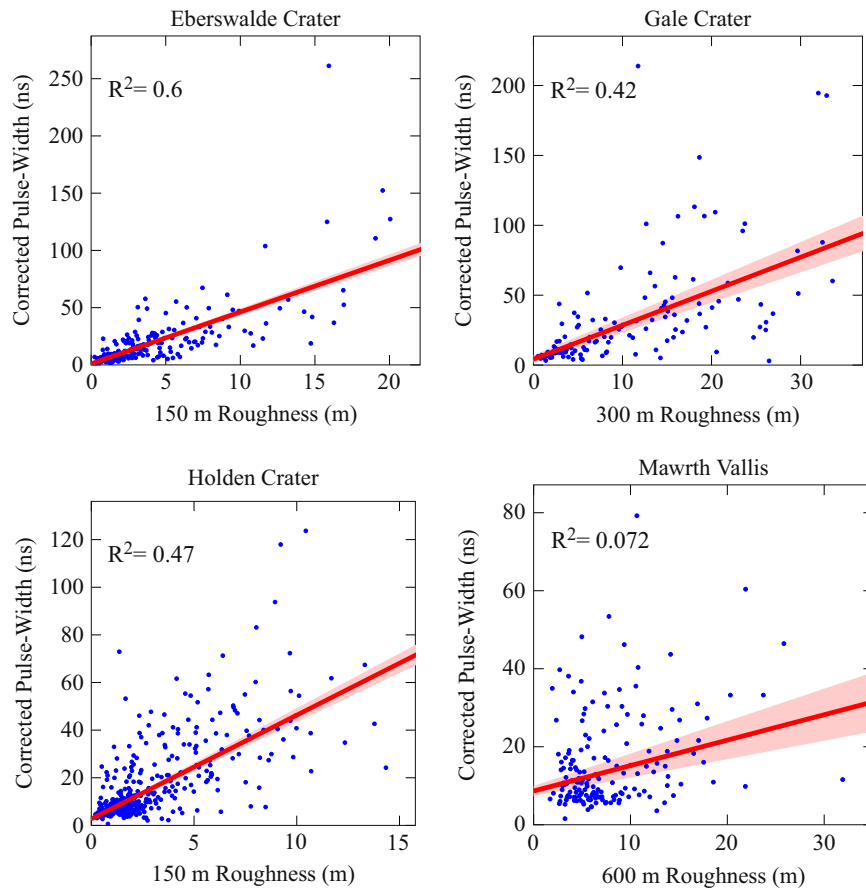 Eberswalde Crater
R²= 0.6
Corrected Pulse-Width (ns)
250
200
150
100
50
0
0 5 10 15 20
150 m Roughness (m)
Gale Crater
R²= 0.42
Corrected Pulse-Width (ns)
200
150
100
50
0
0 10 20 30
300 m Roughness (m)
Holden Crater
R²= 0.47
Corrected Pulse-Width (ns)
120
100
80
60
40
20
0
0 5 10 15
150 m Roughness (m)
Mawrth Vallis
R²= 0.072
Corrected Pulse-Width (ns)
80
60
40
20
0
0 10 20 30
600 m Roughness (m)